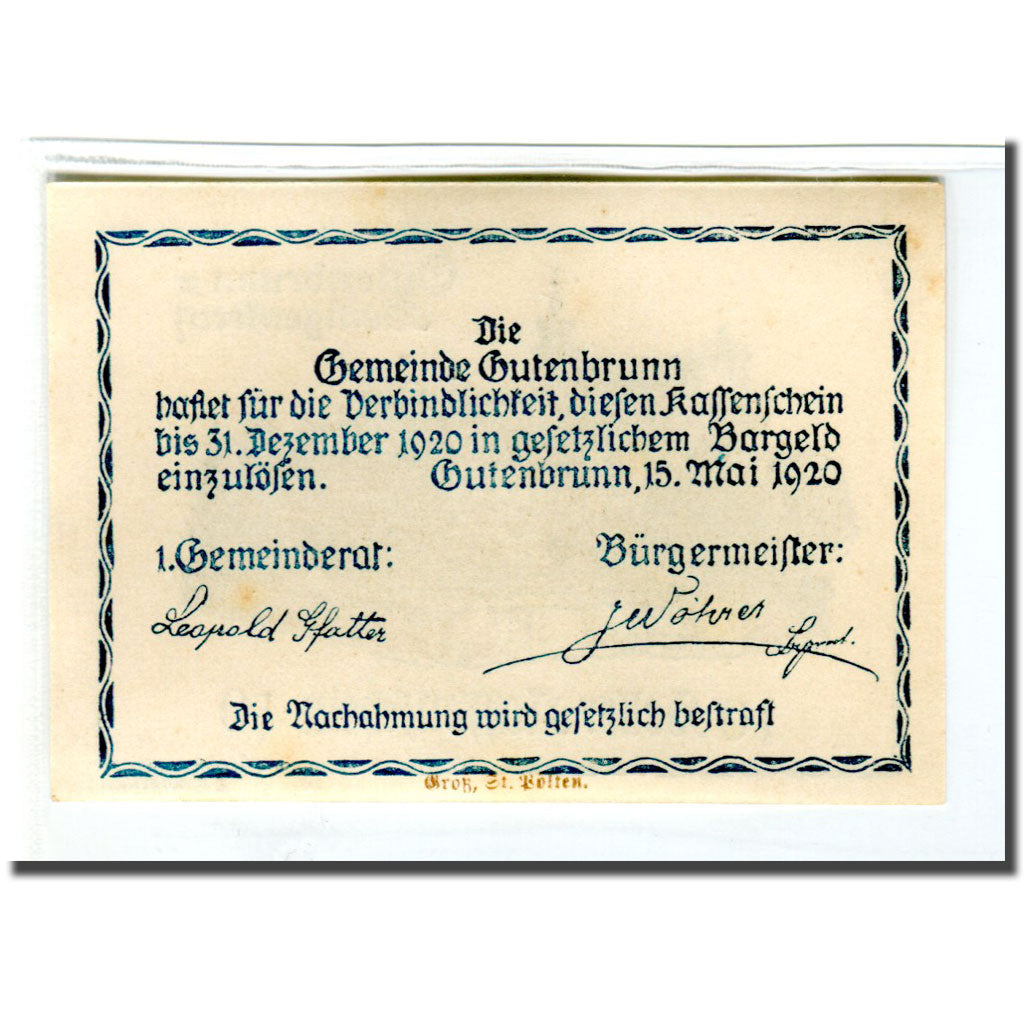 Die
Gemeinde Gutenbrunn
haftet für die Verbindlichkeit, diesen Kassenschein
bis 31. Dezember 1920 in gesetzlichem Bargeld
einzulösen. Gutenbrunn, 15. Mai 1920
1. Gemeinderat: Bürgermeister:
Leopold Pfatter J Wöhrer
Die Nachahmung wird gesetzlich bestraft
Groß, St. Pölten.